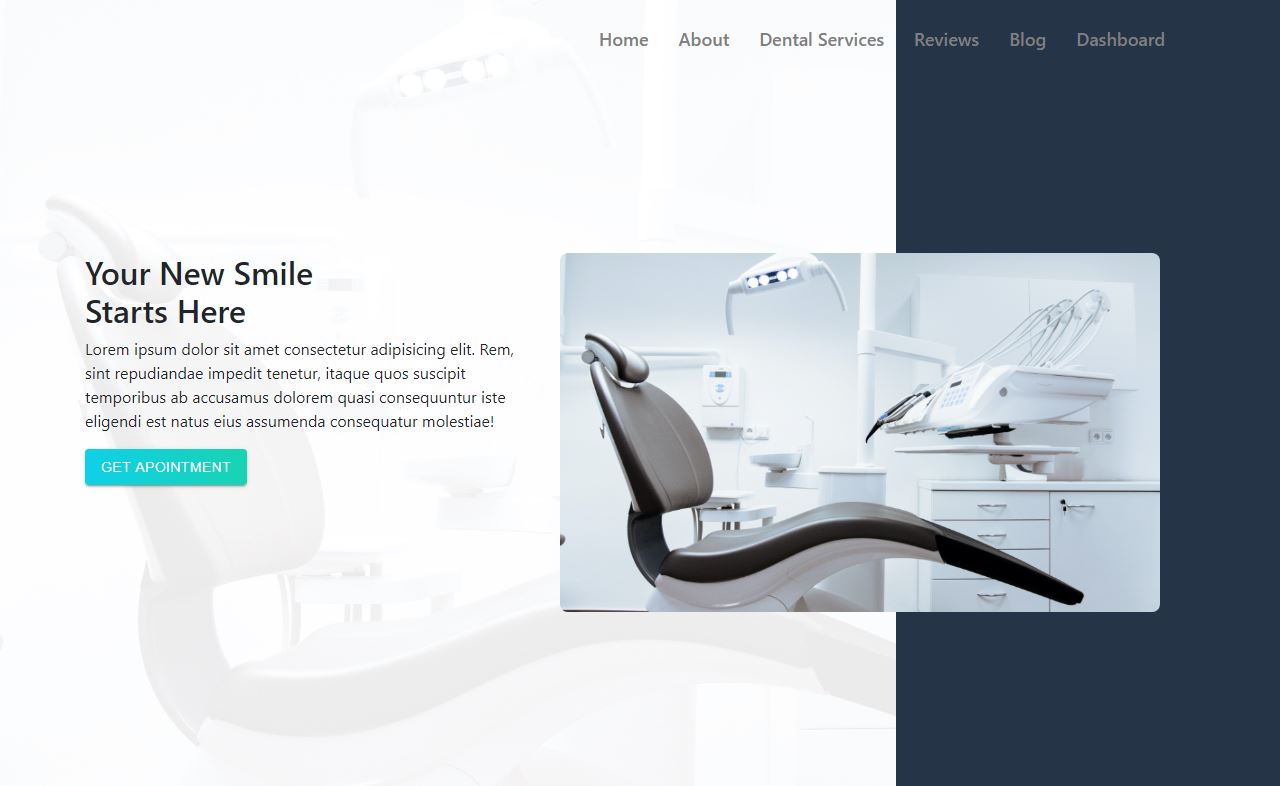 Home About Dental Services Reviews Blog Dashboard
Your New Smile
Starts Here
Lorem ipsum dolor sit amet consectetur adipisicing elit. Rem,
sint repudiandae impedit tenetur, itaque quos suscipit
temporibus ab accusamus dolorem quasi consequuntur iste
eligendi est natus eius assumenda consequatur molestiae!
GET APOINTMENT